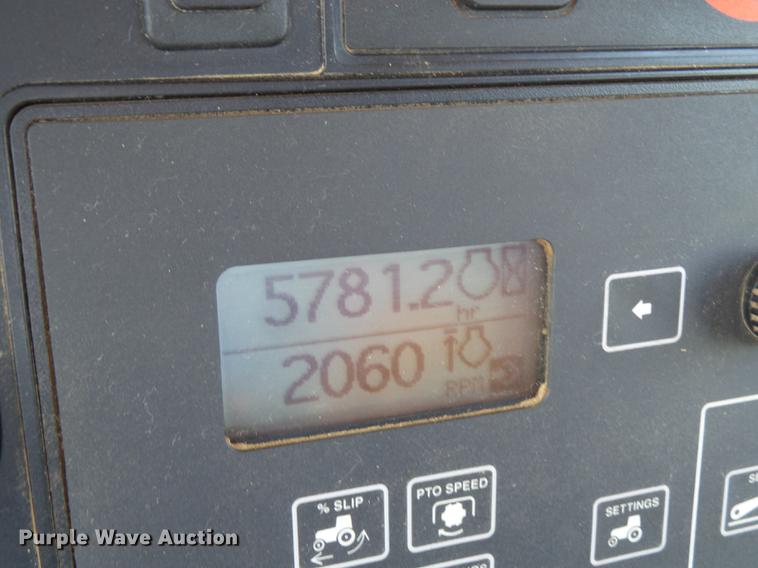 5781.2
hr
2060
RPM
% SLIP
PTO SPEED
SETTINGS
Purple Wave Auction